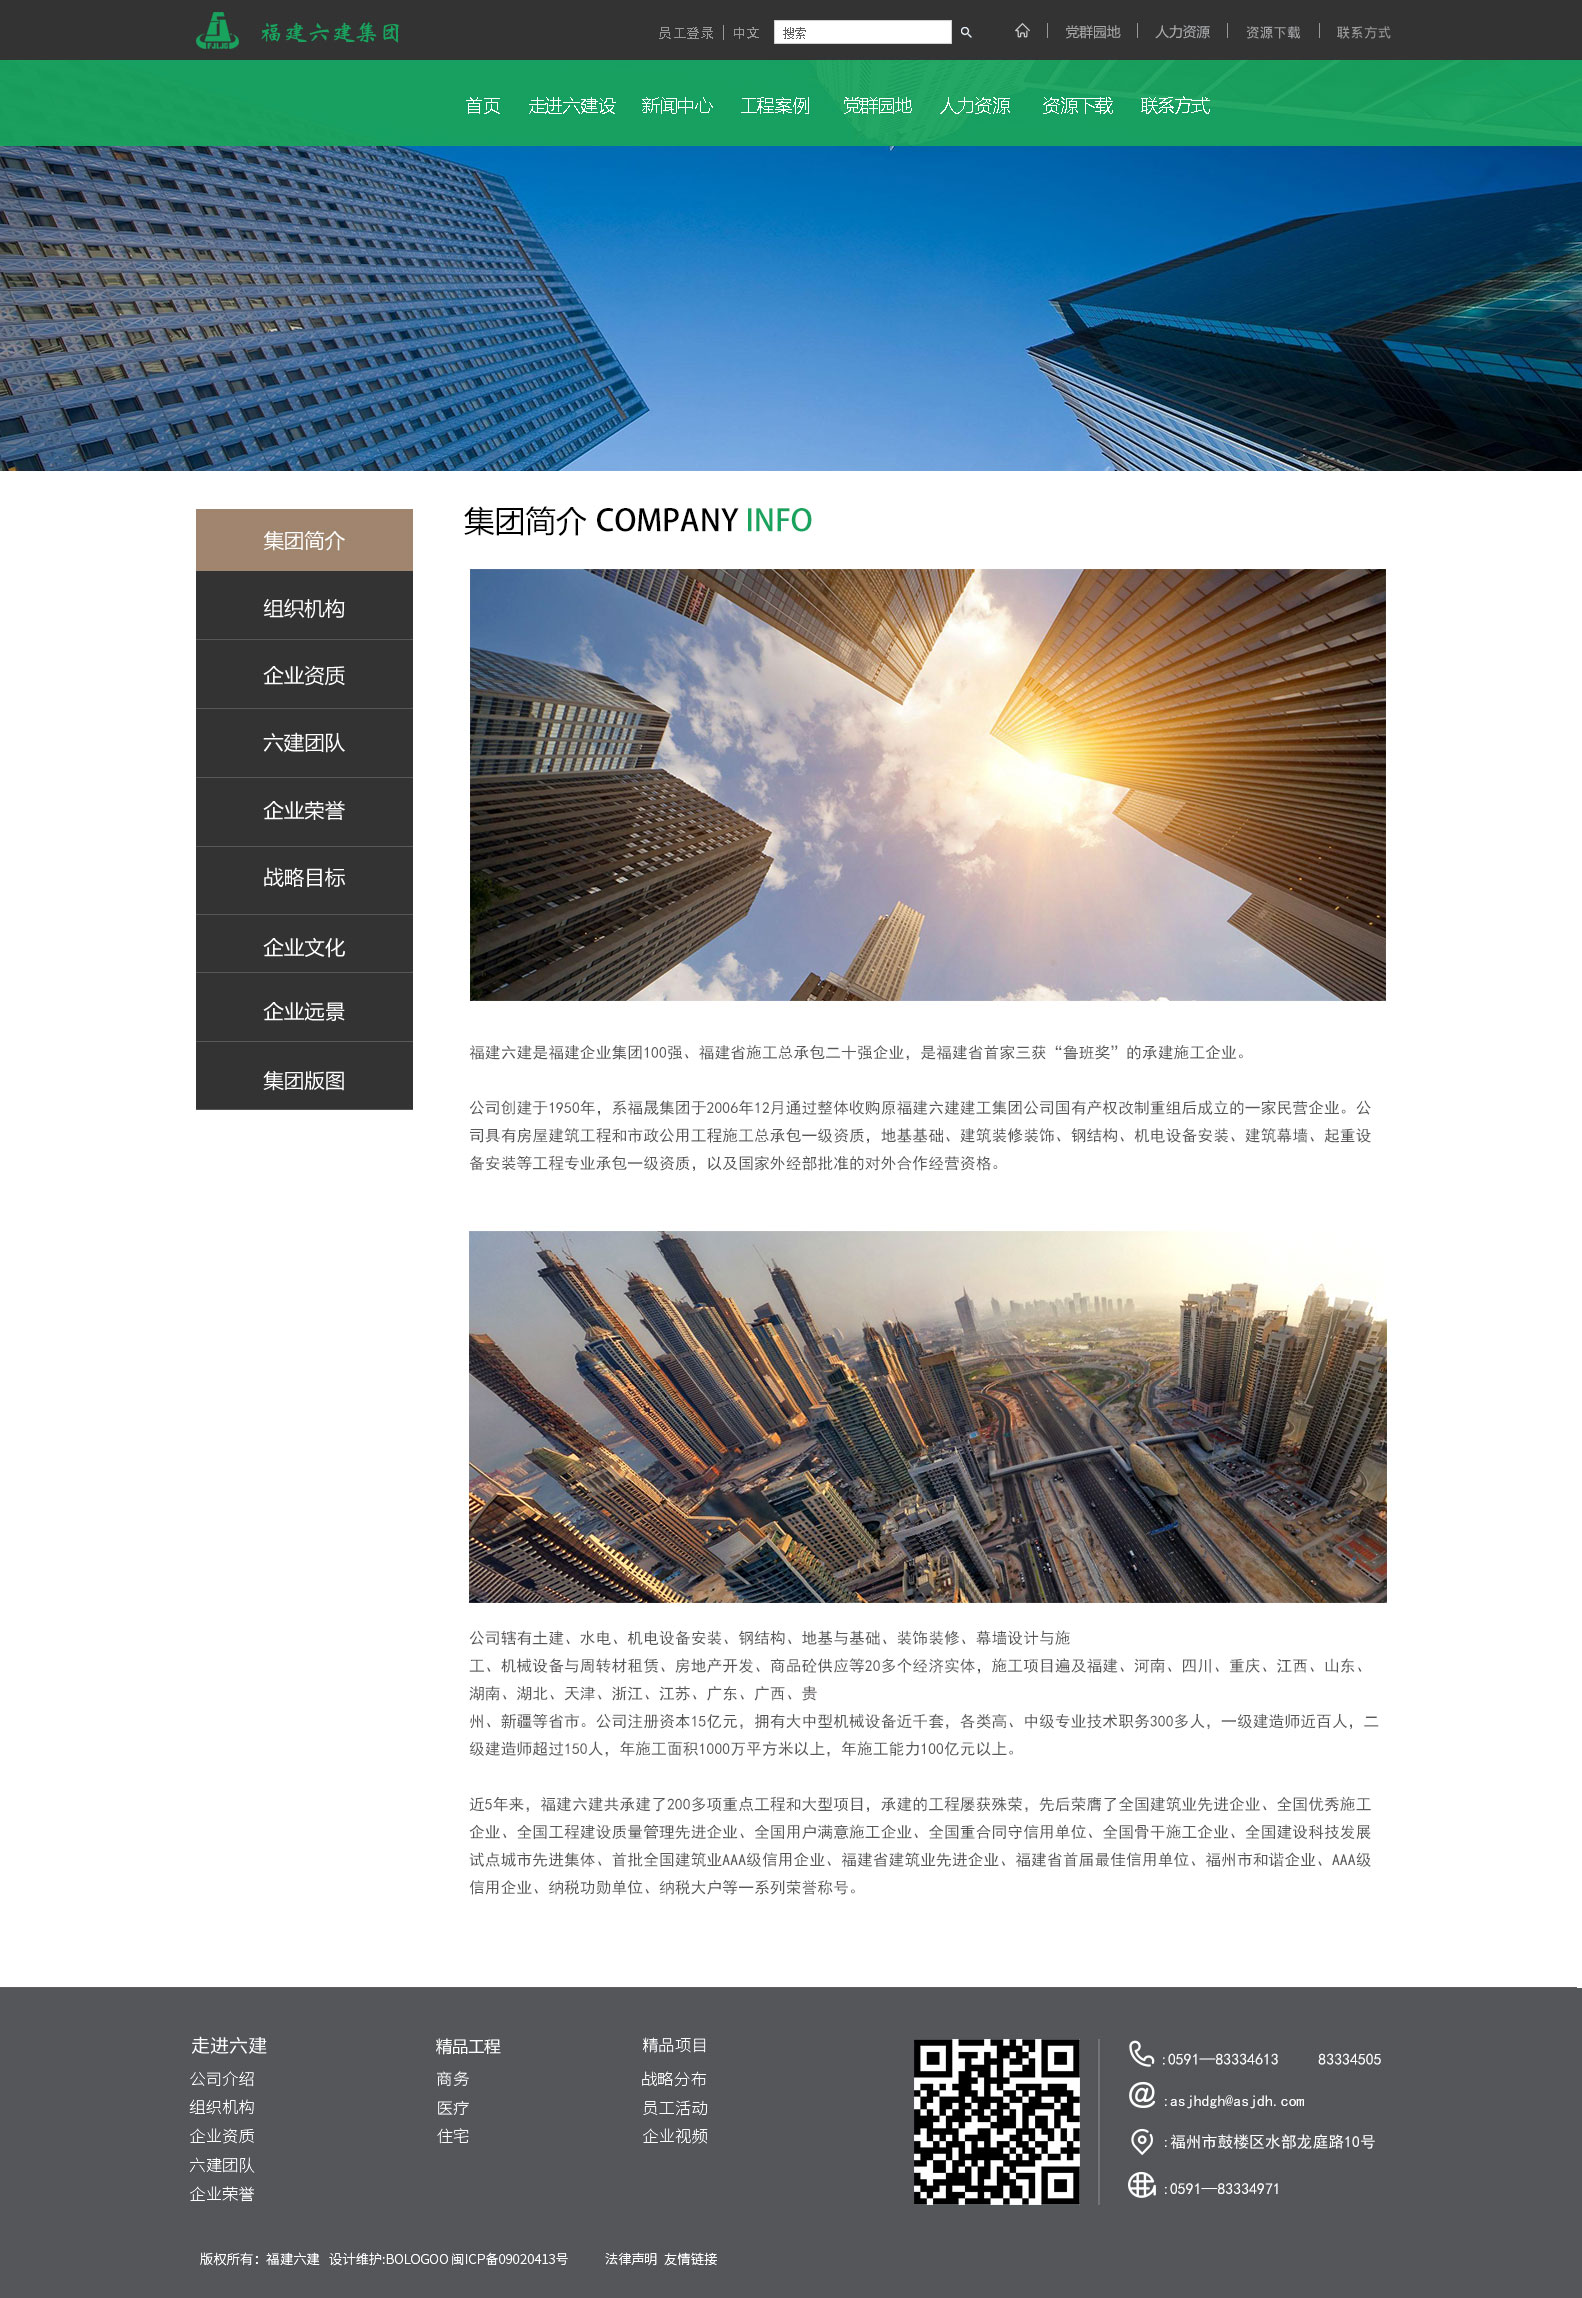 FJLJG 福建六建集团
员工登录 | 中文 搜索 党群园地 | 人力资源 | 资源下载 | 联系方式
首页 走进六建设 新闻中心 工程案例 党群园地 人力资源 资源下载 联系方式
集团简介
组织机构
企业资质
六建团队
企业荣誉
战略目标
企业文化
企业远景
集团版图
集团简介 COMPANY INFO
福建六建是福建企业集团100强、福建省施工总承包二十强企业，是福建省首家三获“鲁班奖”的承建施工企业。
公司创建于1950年，系福晟集团于2006年12月通过整体收购原福建六建建工集团公司国有产权改制重组后成立的一家民营企业。公
司具有房屋建筑工程和市政公用工程施工总承包一级资质，地基基础、建筑装修装饰、钢结构、机电设备安装、建筑幕墙、起重设
备安装等工程专业承包一级资质，以及国家外经部批准的对外合作经营资格。
公司辖有土建、水电、机电设备安装、钢结构、地基与基础、装饰装修、幕墙设计与施
工、机械设备与周转材租赁、房地产开发、商品砼供应等20多个经济实体，施工项目遍及福建、河南、四川、重庆、江西、山东、
湖南、湖北、天津、浙江、江苏、广东、广西、贵
州、新疆等省市。公司注册资本15亿元，拥有大中型机械设备近千套，各类高、中级专业技术职务300多人，一级建造师近百人，二
级建造师超过150人，年施工面积1000万平方米以上，年施工能力100亿元以上。
近5年来，福建六建共承建了200多项重点工程和大型项目，承建的工程屡获殊荣，先后荣膺了全国建筑业先进企业、全国优秀施工
企业、全国工程建设质量管理先进企业、全国用户满意施工企业、全国重合同守信用单位、全国骨干施工企业、全国建设科技发展
试点城市先进集体、首批全国建筑业AAA级信用企业、福建省建筑业先进企业、福建省首届最佳信用单位、福州市和谐企业、AAA级
信用企业、纳税功勋单位、纳税大户等一系列荣誉称号。
走进六建
公司介绍
组织机构
企业资质
六建团队
企业荣誉
精品工程
商务
医疗
住宅
精品项目
战略分布
员工活动
企业视频
:0591—83334613 83334505
:asjhdgh@asjdh.com
:福州市鼓楼区水部龙庭路10号
:0591—83334971
版权所有：福建六建 设计维护:BOLOGOO 闽ICP备09020413号 法律声明 友情链接